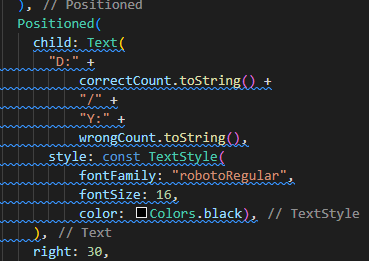 ), // Positioned
Positioned(
child: Text(
"D:" +
correctCount.toString() +
"/" +
"Y:" +
wrongCount.toString(),
style: const TextStyle(
fontFamily: "robotoRegular",
fontSize: 16,
color: Colors.black), // TextStyle
), // Text
right: 30,